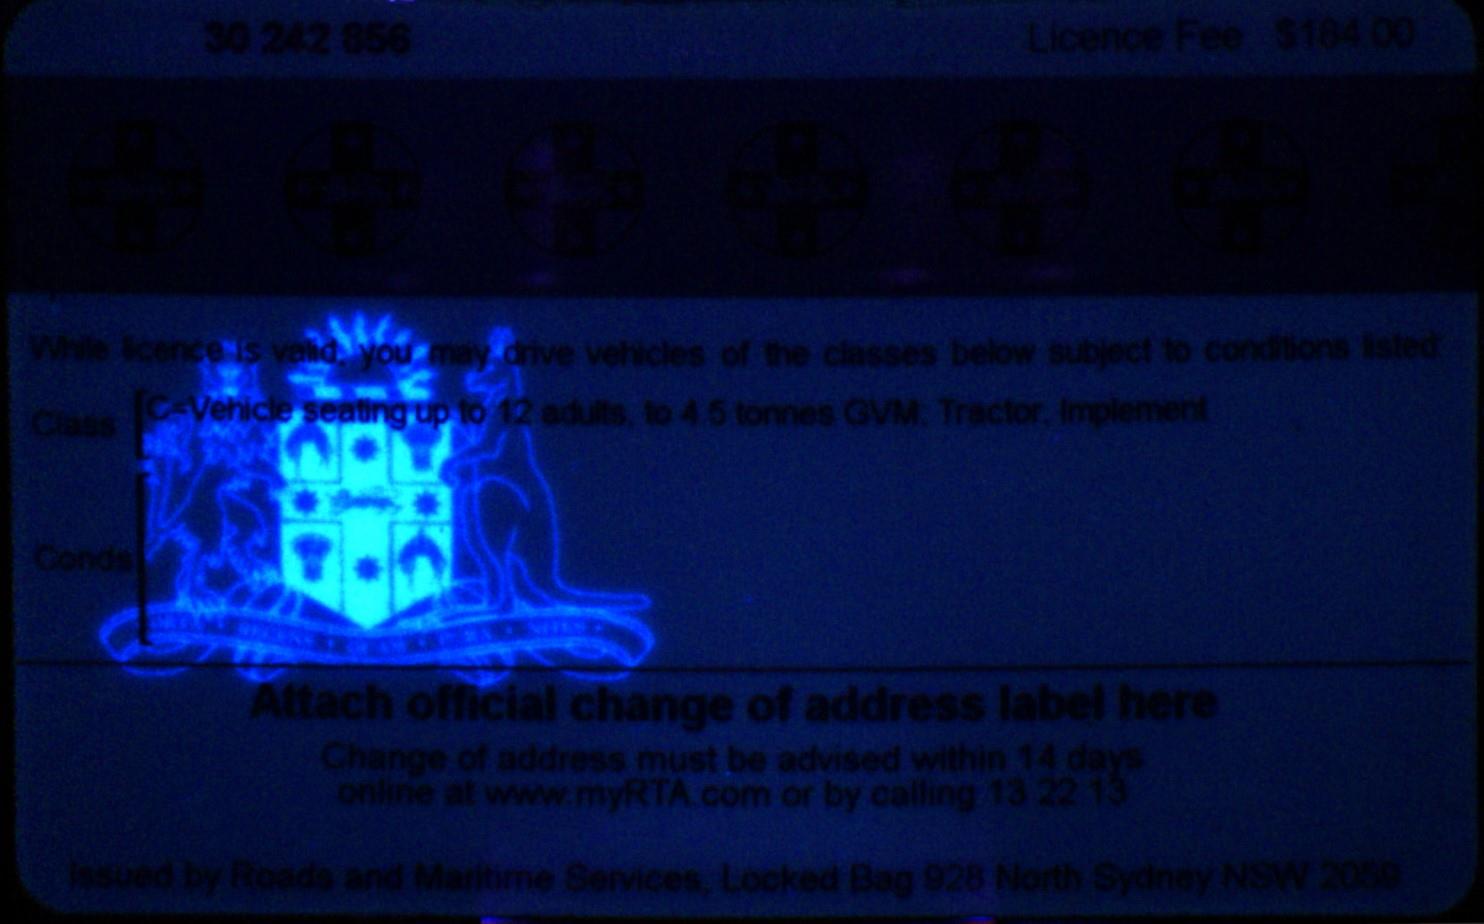 30 242 856 Licence Fee $184.00
While licence is valid, you may drive vehicles of the classes below subject to conditions listed
Class [C=Vehicle seating up to 12 adults, to 4.5 tonnes GVM; Tractor, Implement
Conds
Attach official change of address label here
Change of address must be advised within 14 days
online at www.myRTA.com or by calling 13 22 13
Issued by Roads and Maritime Services, Locked Bag 928 North Sydney NSW 2059